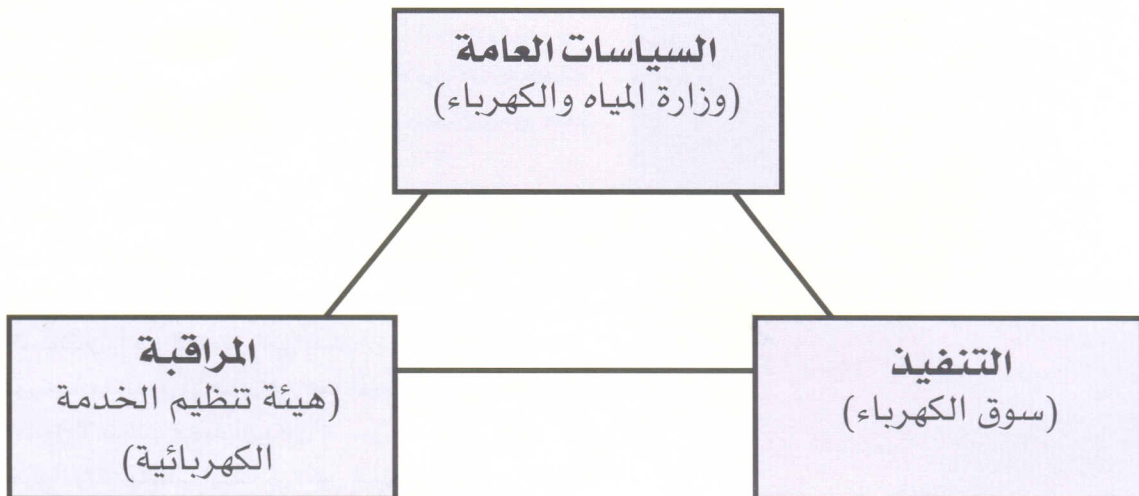 السياسات العامة
(وزارة المياه والكهرباء)
التنفيذ
(سوق الكهرباء)
المراقبة
(هيئة تنظيم الخدمة
الكهربائية)